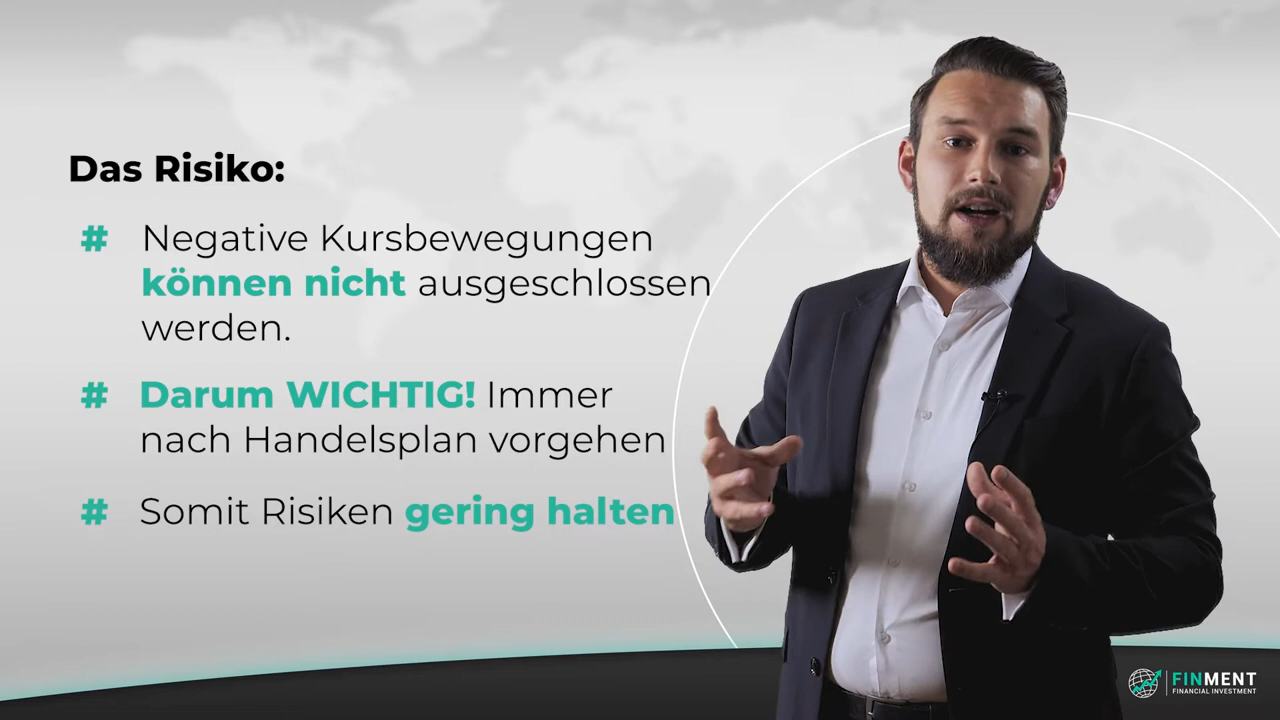 Das Risiko:
# Negative Kursbewegungen
können nicht ausgeschlossen
werden.
# Darum WICHTIG! Immer
nach Handelsplan vorgehen
# Somit Risiken gering halten
FINMENT
FINANCIAL INVESTMENT